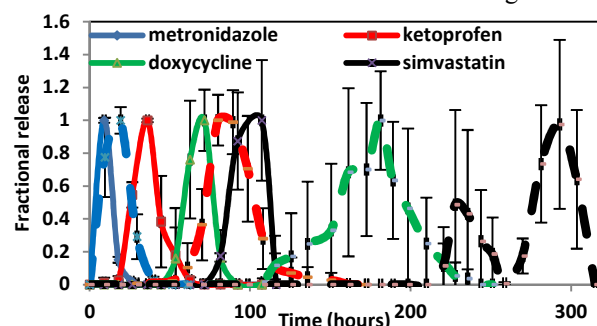 1.6
1.4
1.2
1
0.8
0.6
0.4
0.2
0
Fractional release
metronidazole
ketoprofen
doxycycline
simvastatin
0
100
200
300
Time (hours)